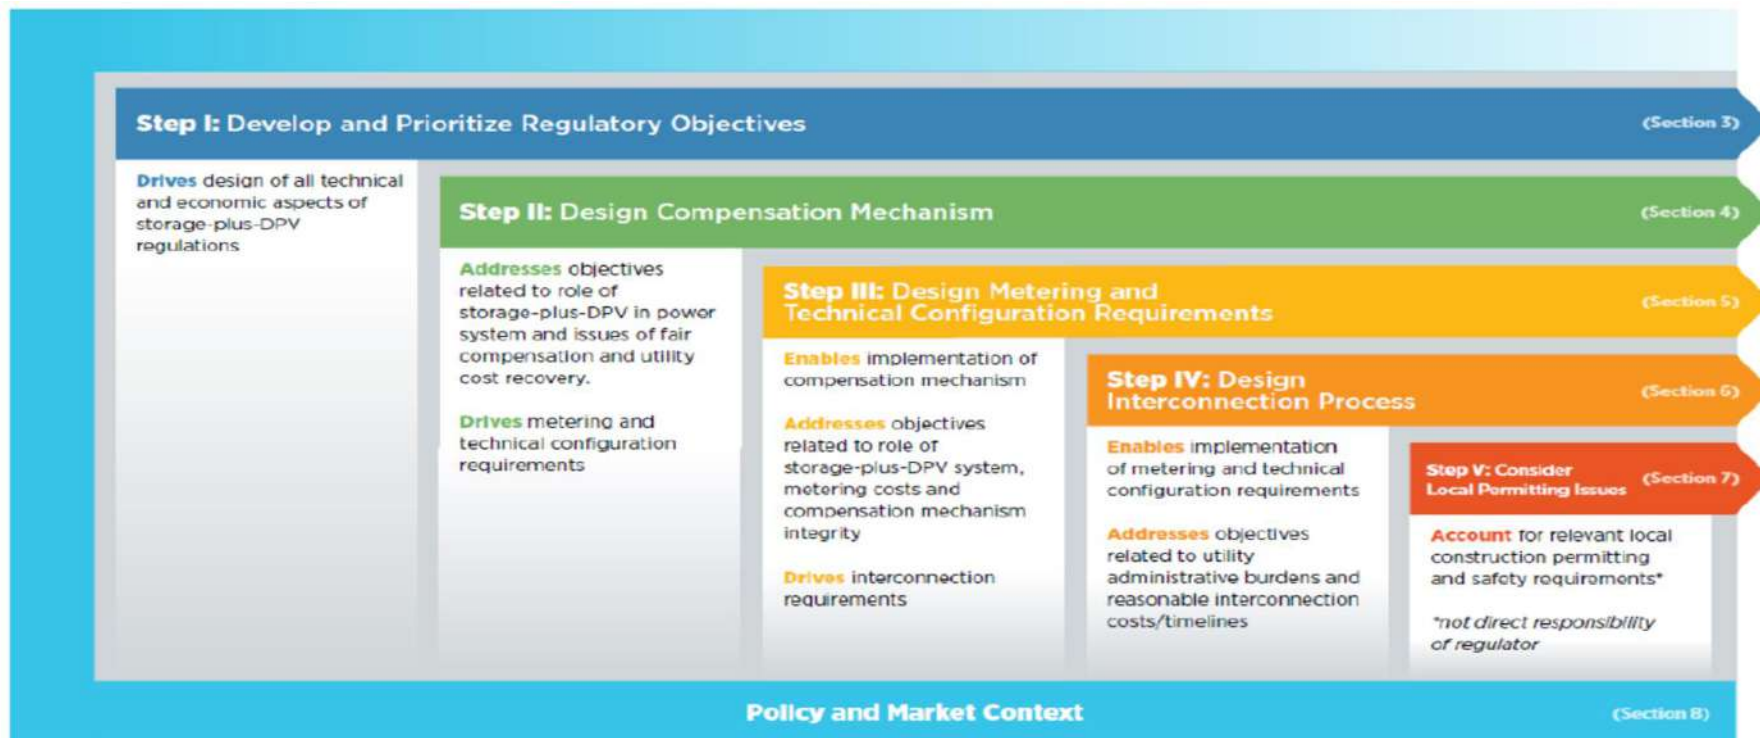 Step I: Develop and Prioritize Regulatory Objectives
(Section 3)
Drives design of all technical
and economic aspects of
storage-plus-DPV
regulations
Step II: Design Compensation Mechanism
(Section 4)
Addresses objectives
related to role of
storage-plus-DPV in power
system and issues of fair
compensation and utility
cost recovery.
Drives metering and
technical configuration
requirements
Step III: Design Metering and
Technical Configuration Requirements
(Section 5)
Enables implementation of
compensation mechanism
Addresses objectives
related to role of
storage-plus-DPV system,
metering costs and
compensation mechanism
integrity
Drives interconnection
requirements
Step IV: Design
Interconnection Process
(Section 6)
Enables implementation
of metering and technical
configuration requirements
Addresses objectives
related to utility
administrative burdens and
reasonable interconnection
costs/timelines
Step V: Consider
Local Permitting Issues
(Section 7)
Account for relevant local
construction permitting
and safety requirements*
*not direct responsibility
of regulator
Policy and Market Context
(Section 8)